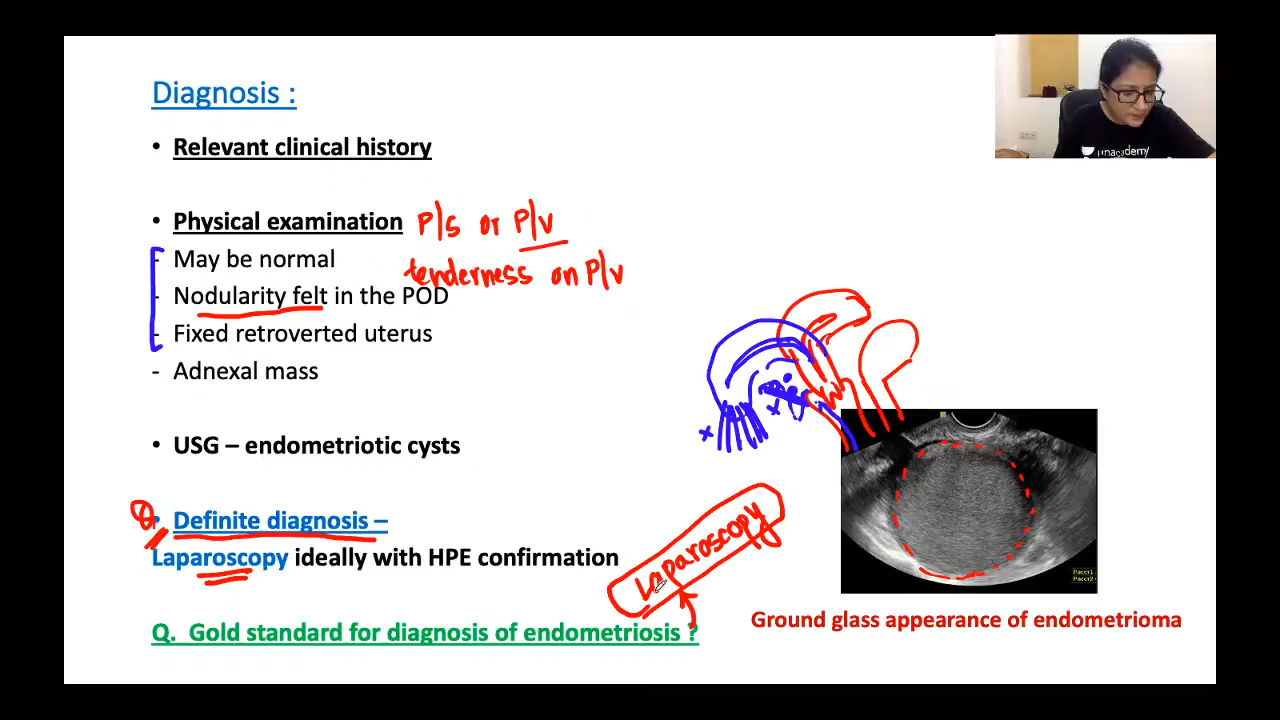 Diagnosis :
• Relevant clinical history
• Physical examination P/S or P/V
- May be normal
tenderness on P/V
- Nodularity felt in the POD
- Fixed retroverted uterus
- Adnexal mass
• USG – endometriotic cysts
Q. • Definite diagnosis –
Laparoscopy ideally with HPE confirmation
Laparoscopy
Q. Gold standard for diagnosis of endometriosis ?
Ground glass appearance of endometrioma
unacademy